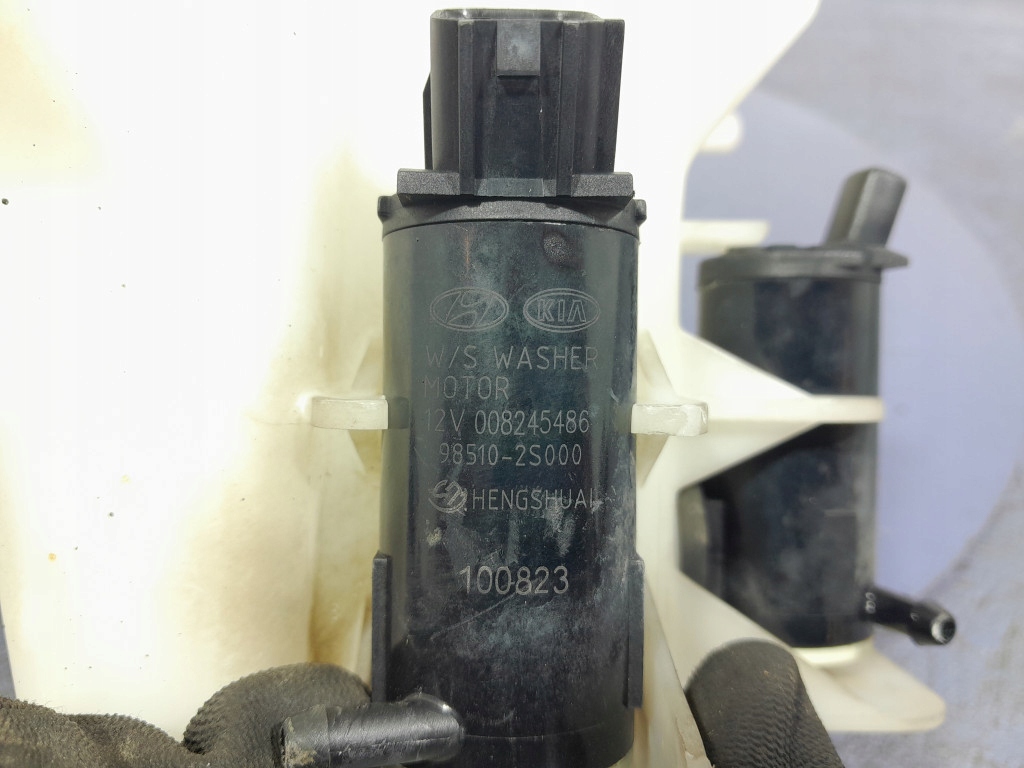 KIA
W/S WASHER
MOTOR
12V 008245486
98510-2S000
HENGSHUAI
100823